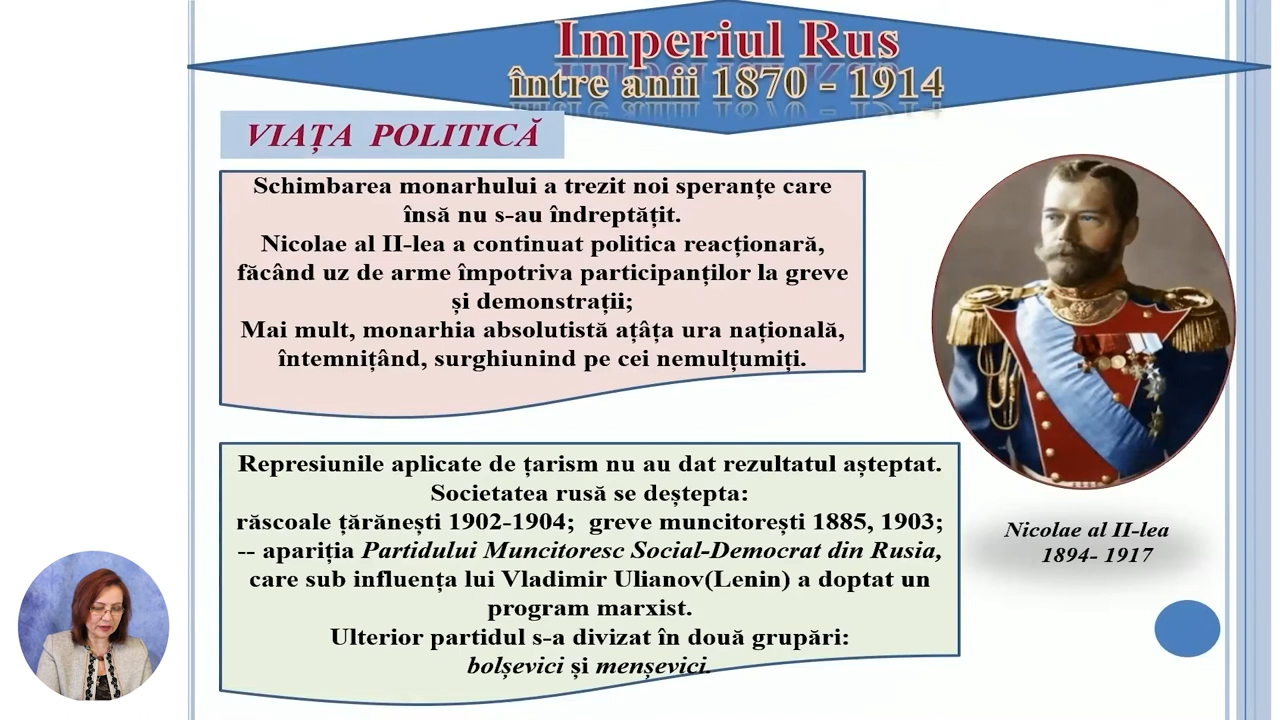 Imperiul Rus
între anii 1870 - 1914
VIAȚA POLITICĂ
Schimbarea monarhului a trezit noi speranțe care
însă nu s-au îndreptățit.
Nicolae al II-lea a continuat politica reacționară,
făcând uz de arme împotriva participanților la greve
și demonstrații;
Mai mult, monarhia absolutistă ațâța ura națională,
întemnițând, surghiunind pe cei nemulțumiți.
Represiunile aplicate de țarism nu au dat rezultatul așteptat.
Societatea rusă se deștepta:
răscoale țărănești 1902-1904; greve muncitorești 1885, 1903;
-- apariția Partidului Muncitoresc Social-Democrat din Rusia,
care sub influența lui Vladimir Ulianov(Lenin) a doptat un
program marxist.
Ulterior partidul s-a divizat în două grupări:
bolșevici și menșevici.
Nicolae al II-lea
1894- 1917